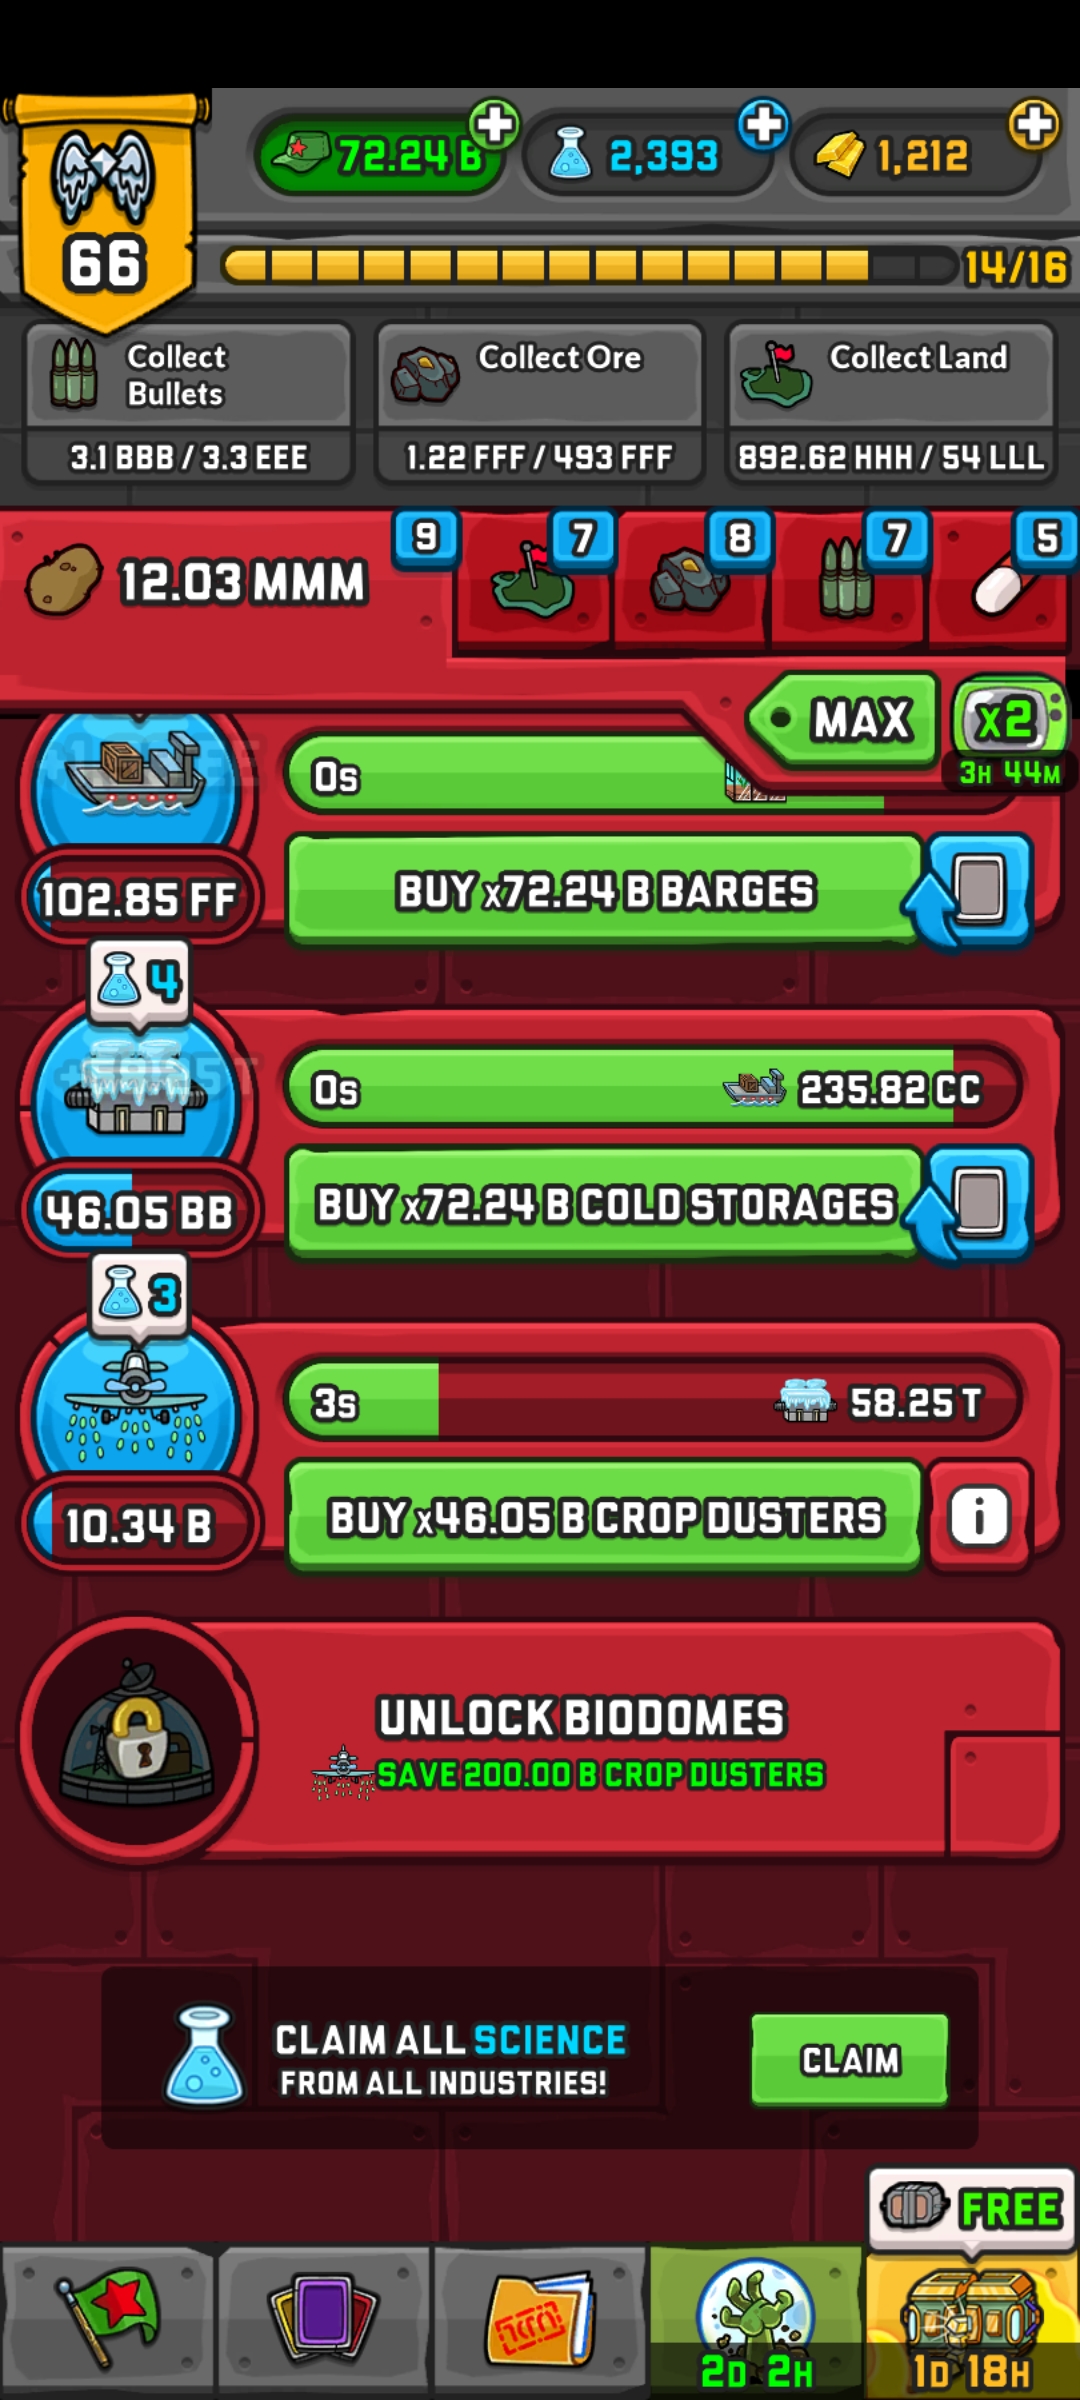 72.24 B
2,393
1,212
66
14/16
Collect
Bullets
3.1 BBB / 3.3 EEE
Collect Ore
1.22 FFF / 493 FFF
Collect Land
892.62 HHH / 54 LLL
12.03 MMM
9
7
8
7
5
MAX
x2
3H 44M
0s
102.85 FF
BUY x72.24 B BARGES
4
0s
235.82 CC
46.05 BB
BUY x72.24 B COLD STORAGES
3
3s
58.25 T
10.34 B
BUY x46.05 B CROP DUSTERS
i
UNLOCK BIODOMES
SAVE 200.00 B CROP DUSTERS
CLAIM ALL SCIENCE
FROM ALL INDUSTRIES!
CLAIM
FREE
2D 2H
1D 18H